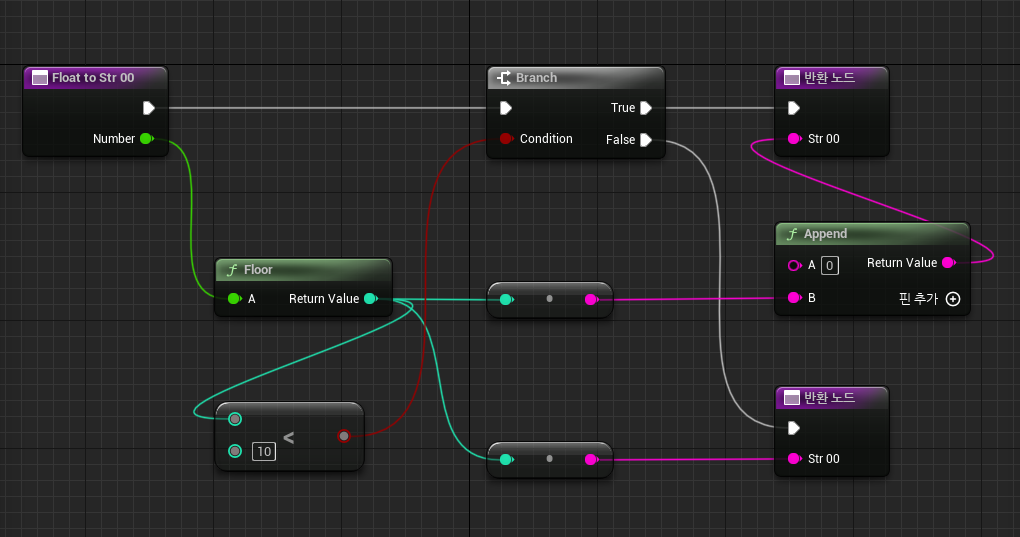 Float to Str 00
Number
Branch
True
Condition
False
반환 노드
Str 00
Floor
A
Return Value
Append
A 0
Return Value
B
핀 추가
<
10
반환 노드
Str 00